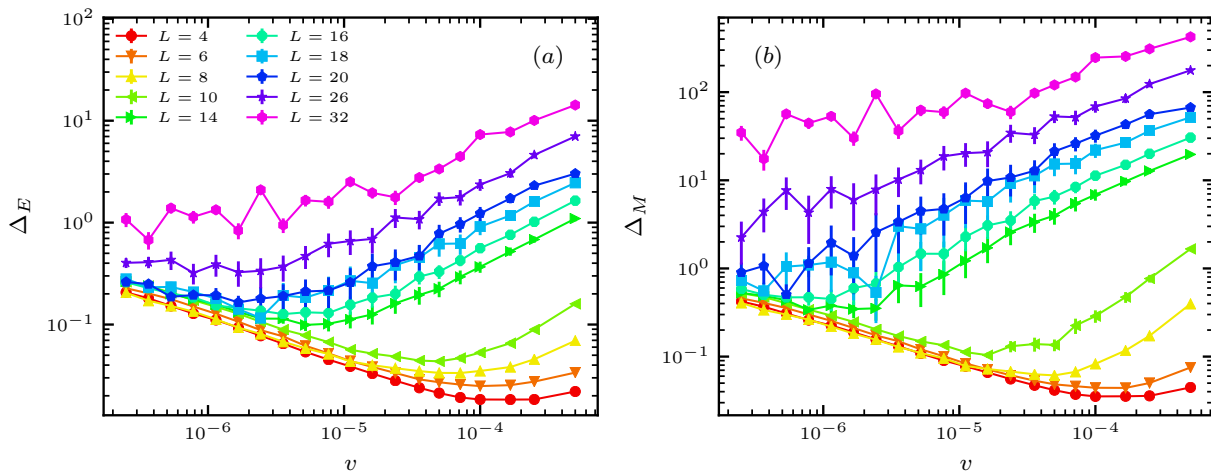 10^2
10^1
10^0
10^{-1}
Δ_E
10^{-6}
10^{-5}
10^{-4}
v
(a)
L = 4
L = 6
L = 8
L = 10
L = 14
L = 16
L = 18
L = 20
L = 26
L = 32
10^2
10^1
10^0
10^{-1}
Δ_M
10^{-6}
10^{-5}
10^{-4}
v
(b)